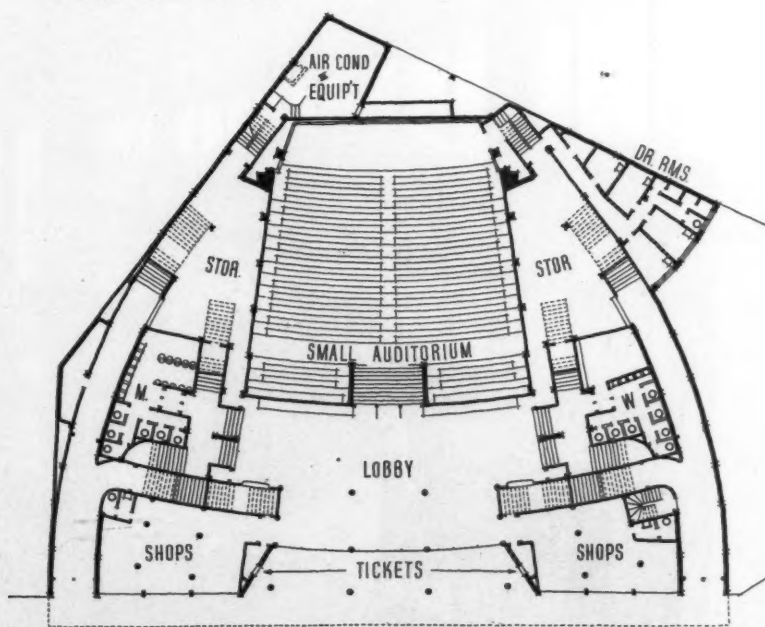 AIR COND
EQUIP'T
DR. RMS.
STOR.
STOR
SMALL AUDITORIUM
M.
W
LOBBY
SHOPS
TICKETS
SHOPS